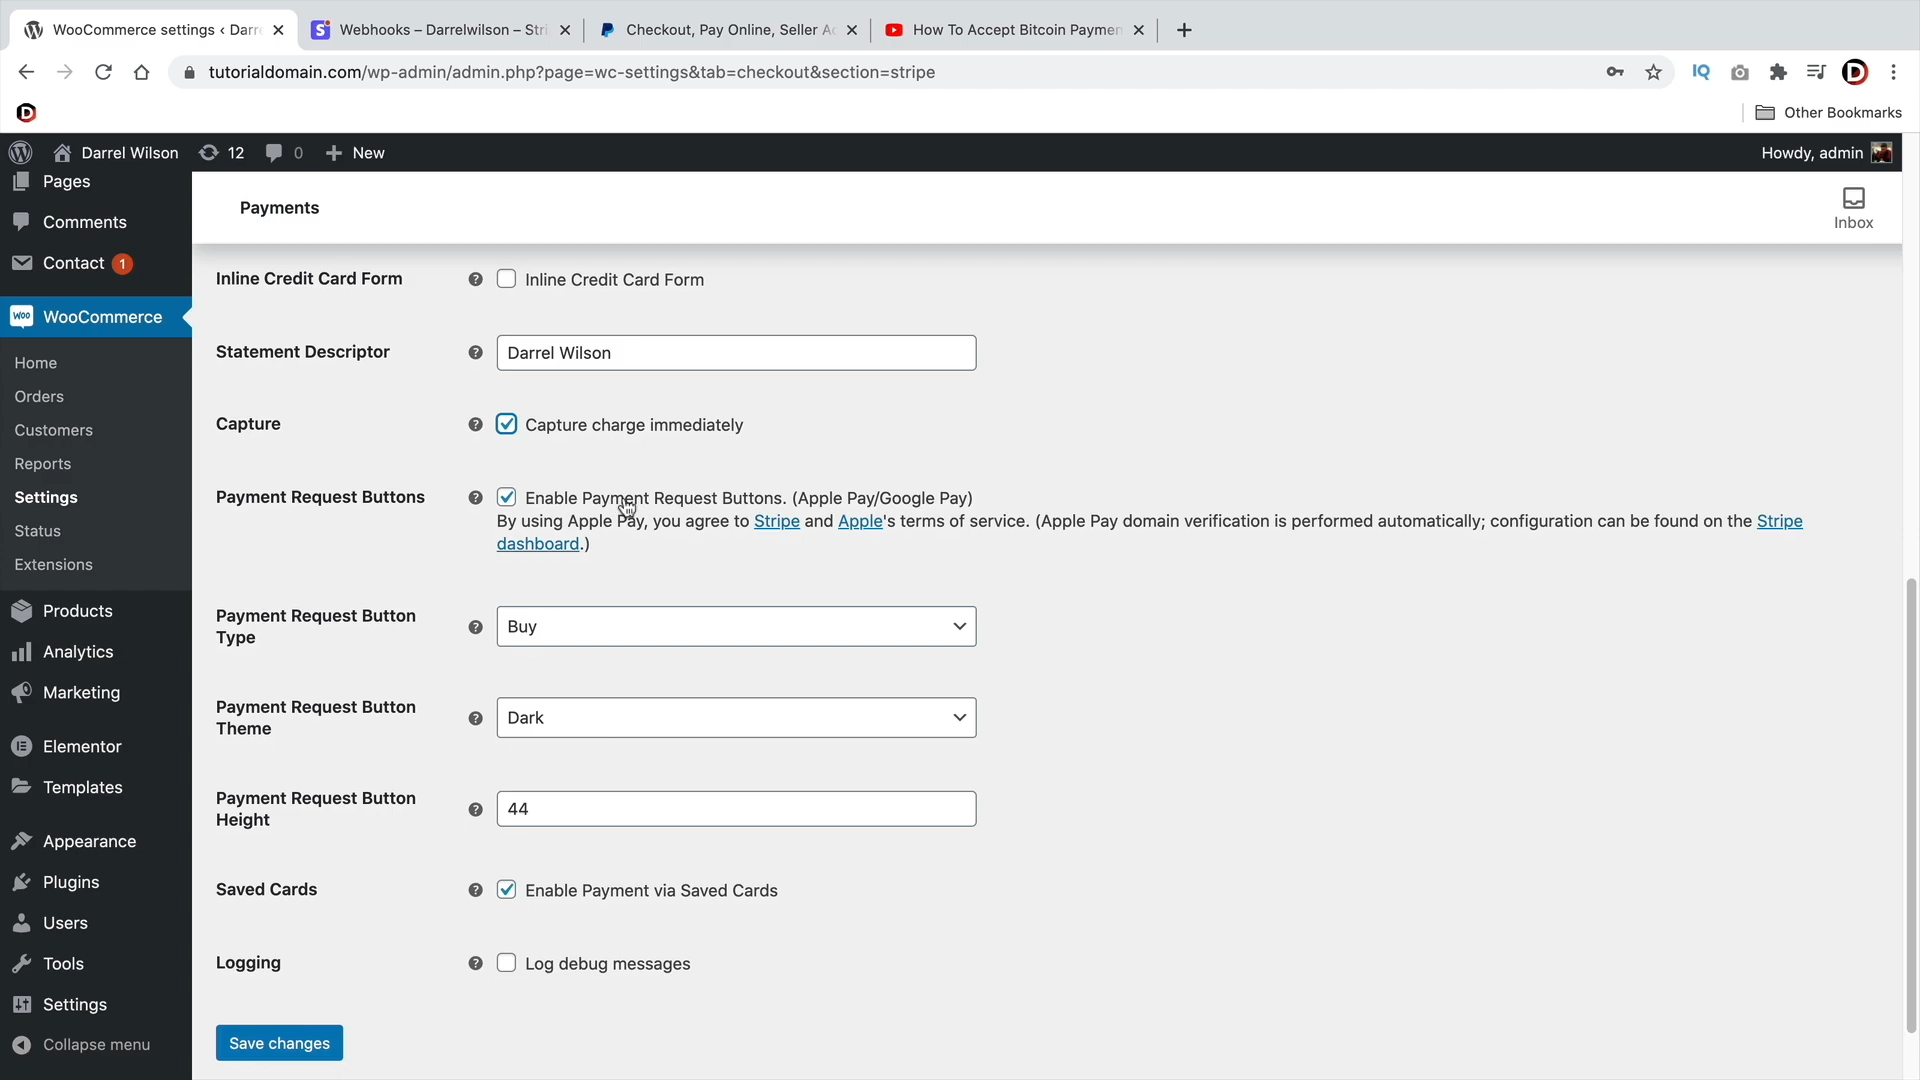 WooCommerce settings ‹ Darre
Webhooks – Darrelwilson – Stri
Checkout, Pay Online, Seller Ac
How To Accept Bitcoin Paymen
tutorialdomain.com/wp-admin/admin.php?page=wc-settings&tab=checkout&section=stripe
IQ
D
D
Other Bookmarks
Darrel Wilson
12
0
New
Howdy, admin
Pages
Comments
Contact 1
WOO WooCommerce
Home
Orders
Customers
Reports
Settings
Status
Extensions
Products
Analytics
Marketing
Elementor
Templates
Appearance
Plugins
Users
Tools
Settings
Collapse menu
Payments
Inbox
Inline Credit Card Form ? Inline Credit Card Form
Statement Descriptor ? Darrel Wilson
Capture ? Capture charge immediately
Payment Request Buttons ? Enable Payment Request Buttons. (Apple Pay/Google Pay)
By using Apple Pay, you agree to Stripe and Apple's terms of service. (Apple Pay domain verification is performed automatically; configuration can be found on the Stripe
dashboard.)
Payment Request Button
Type
? Buy
Payment Request Button
Theme
? Dark
Payment Request Button
Height
? 44
Saved Cards ? Enable Payment via Saved Cards
Logging ? Log debug messages
Save changes